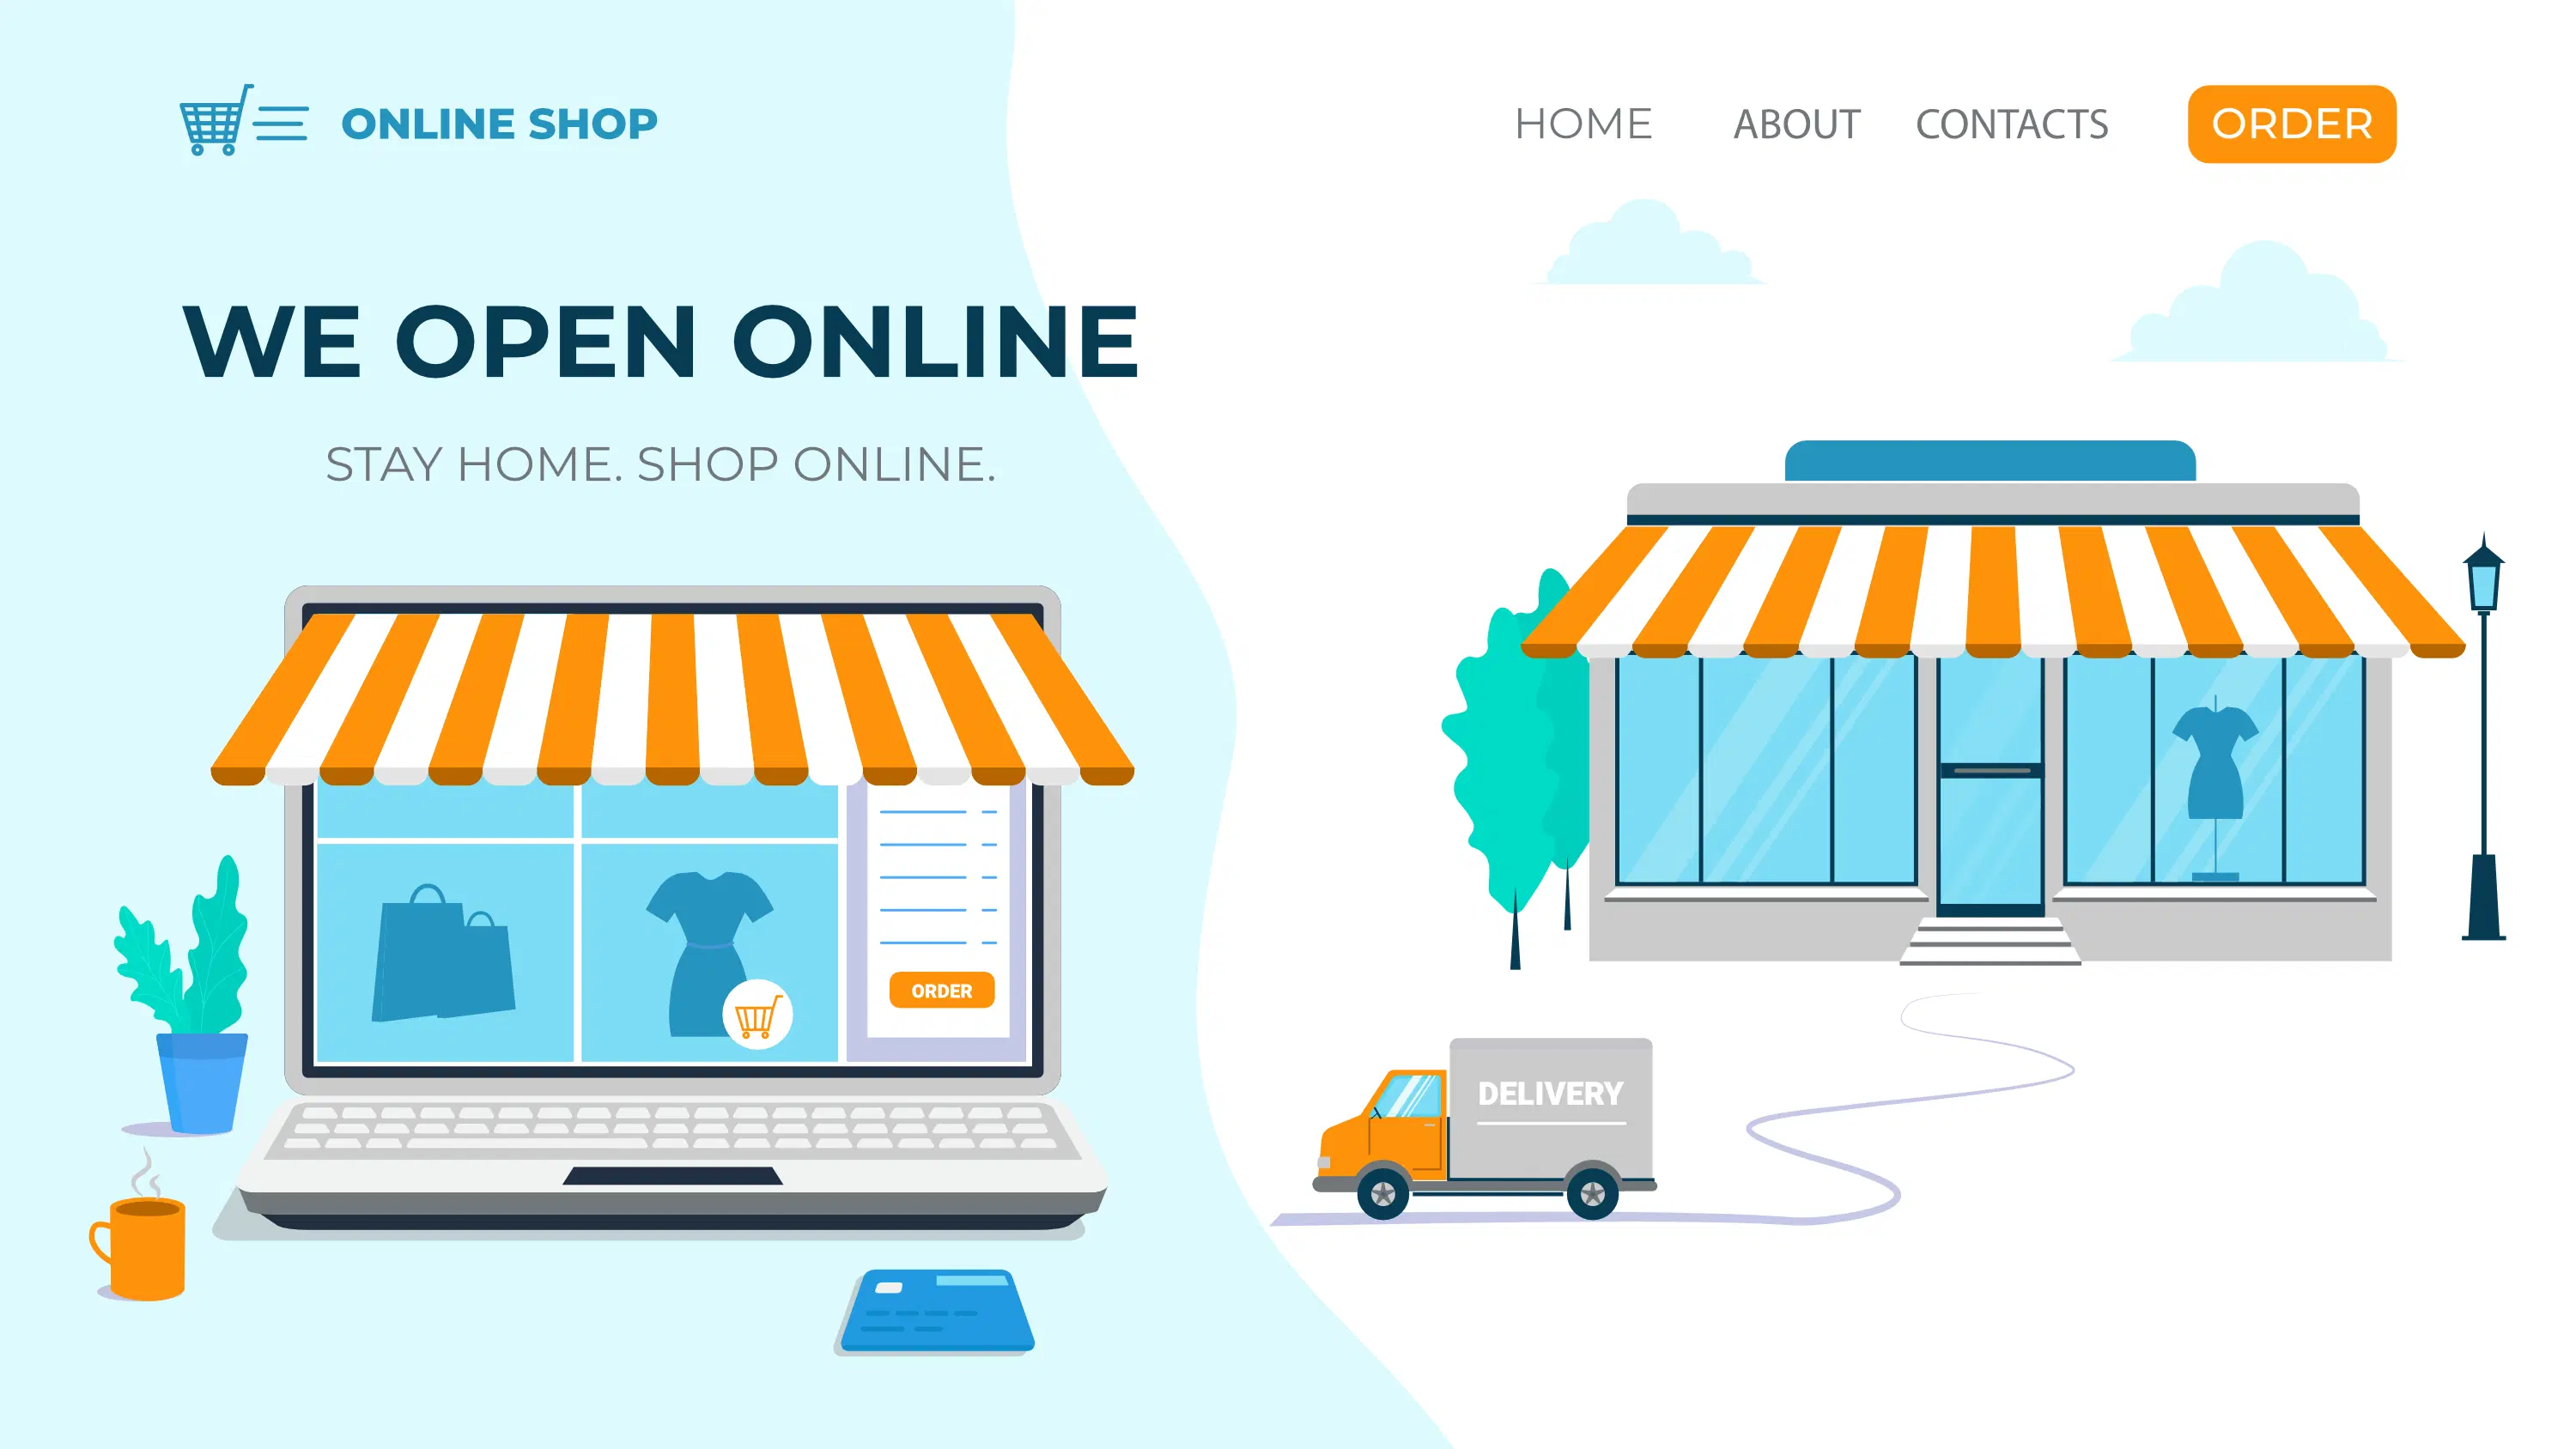 ONLINE SHOP
HOME ABOUT CONTACTS ORDER
WE OPEN ONLINE
STAY HOME. SHOP ONLINE.
ORDER
DELIVERY